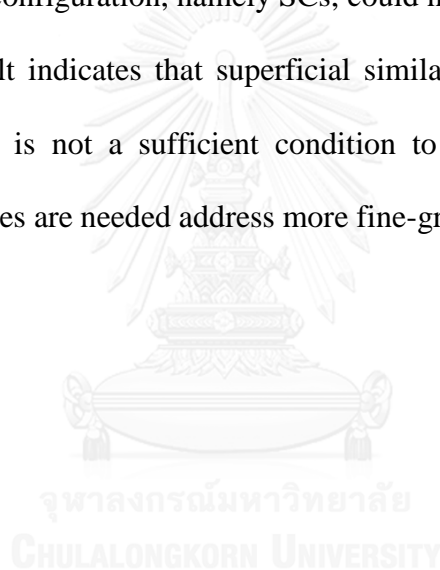 configuration, namely SCs, could n
lt indicates that superficial simila
is not a sufficient condition to
es are needed address more fine-gr
จุฬาลงกรณ์มหาวิทยาลัย
CHULALONGKORN UNIVERSITY